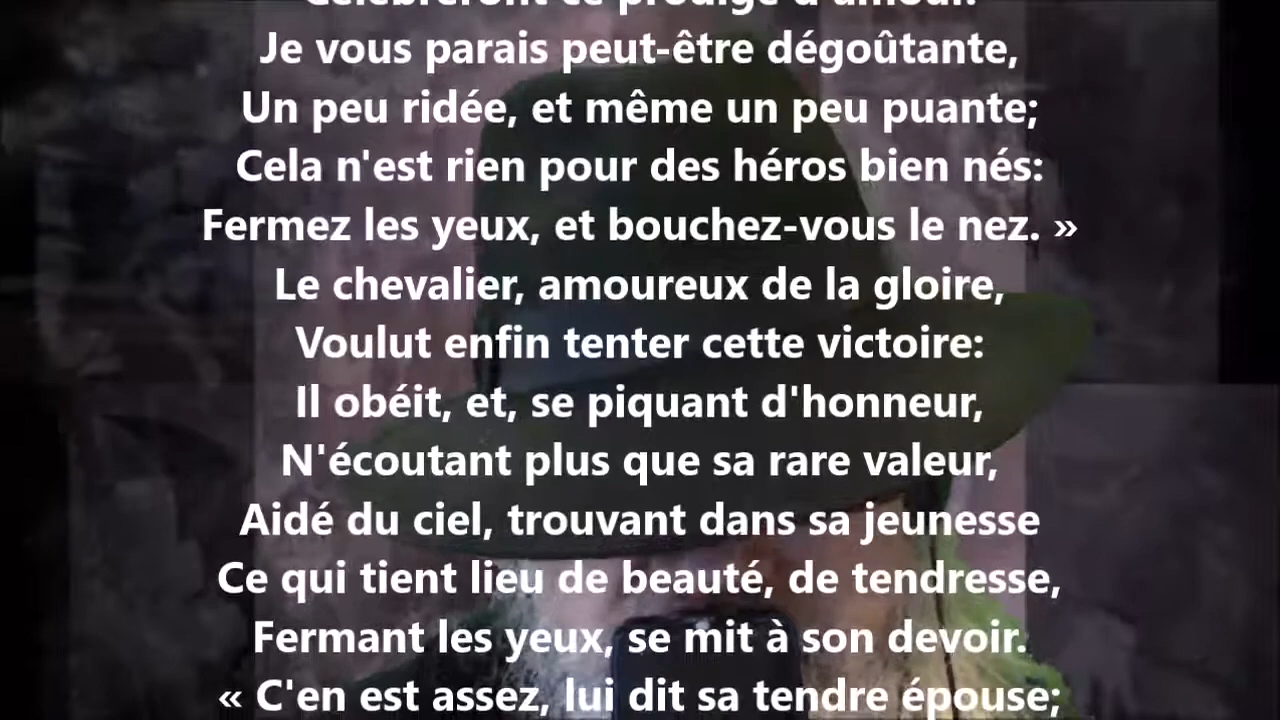 Célébreront ce prodige d'amour.
Je vous parais peut-être dégoûtante,
Un peu ridée, et même un peu puante;
Cela n'est rien pour des héros bien nés:
Fermez les yeux, et bouchez-vous le nez. »
Le chevalier, amoureux de la gloire,
Voulut enfin tenter cette victoire:
Il obéit, et, se piquant d'honneur,
N'écoutant plus que sa rare valeur,
Aidé du ciel, trouvant dans sa jeunesse
Ce qui tient lieu de beauté, de tendresse,
Fermant les yeux, se mit à son devoir.
« C'en est assez, lui dit sa tendre épouse;